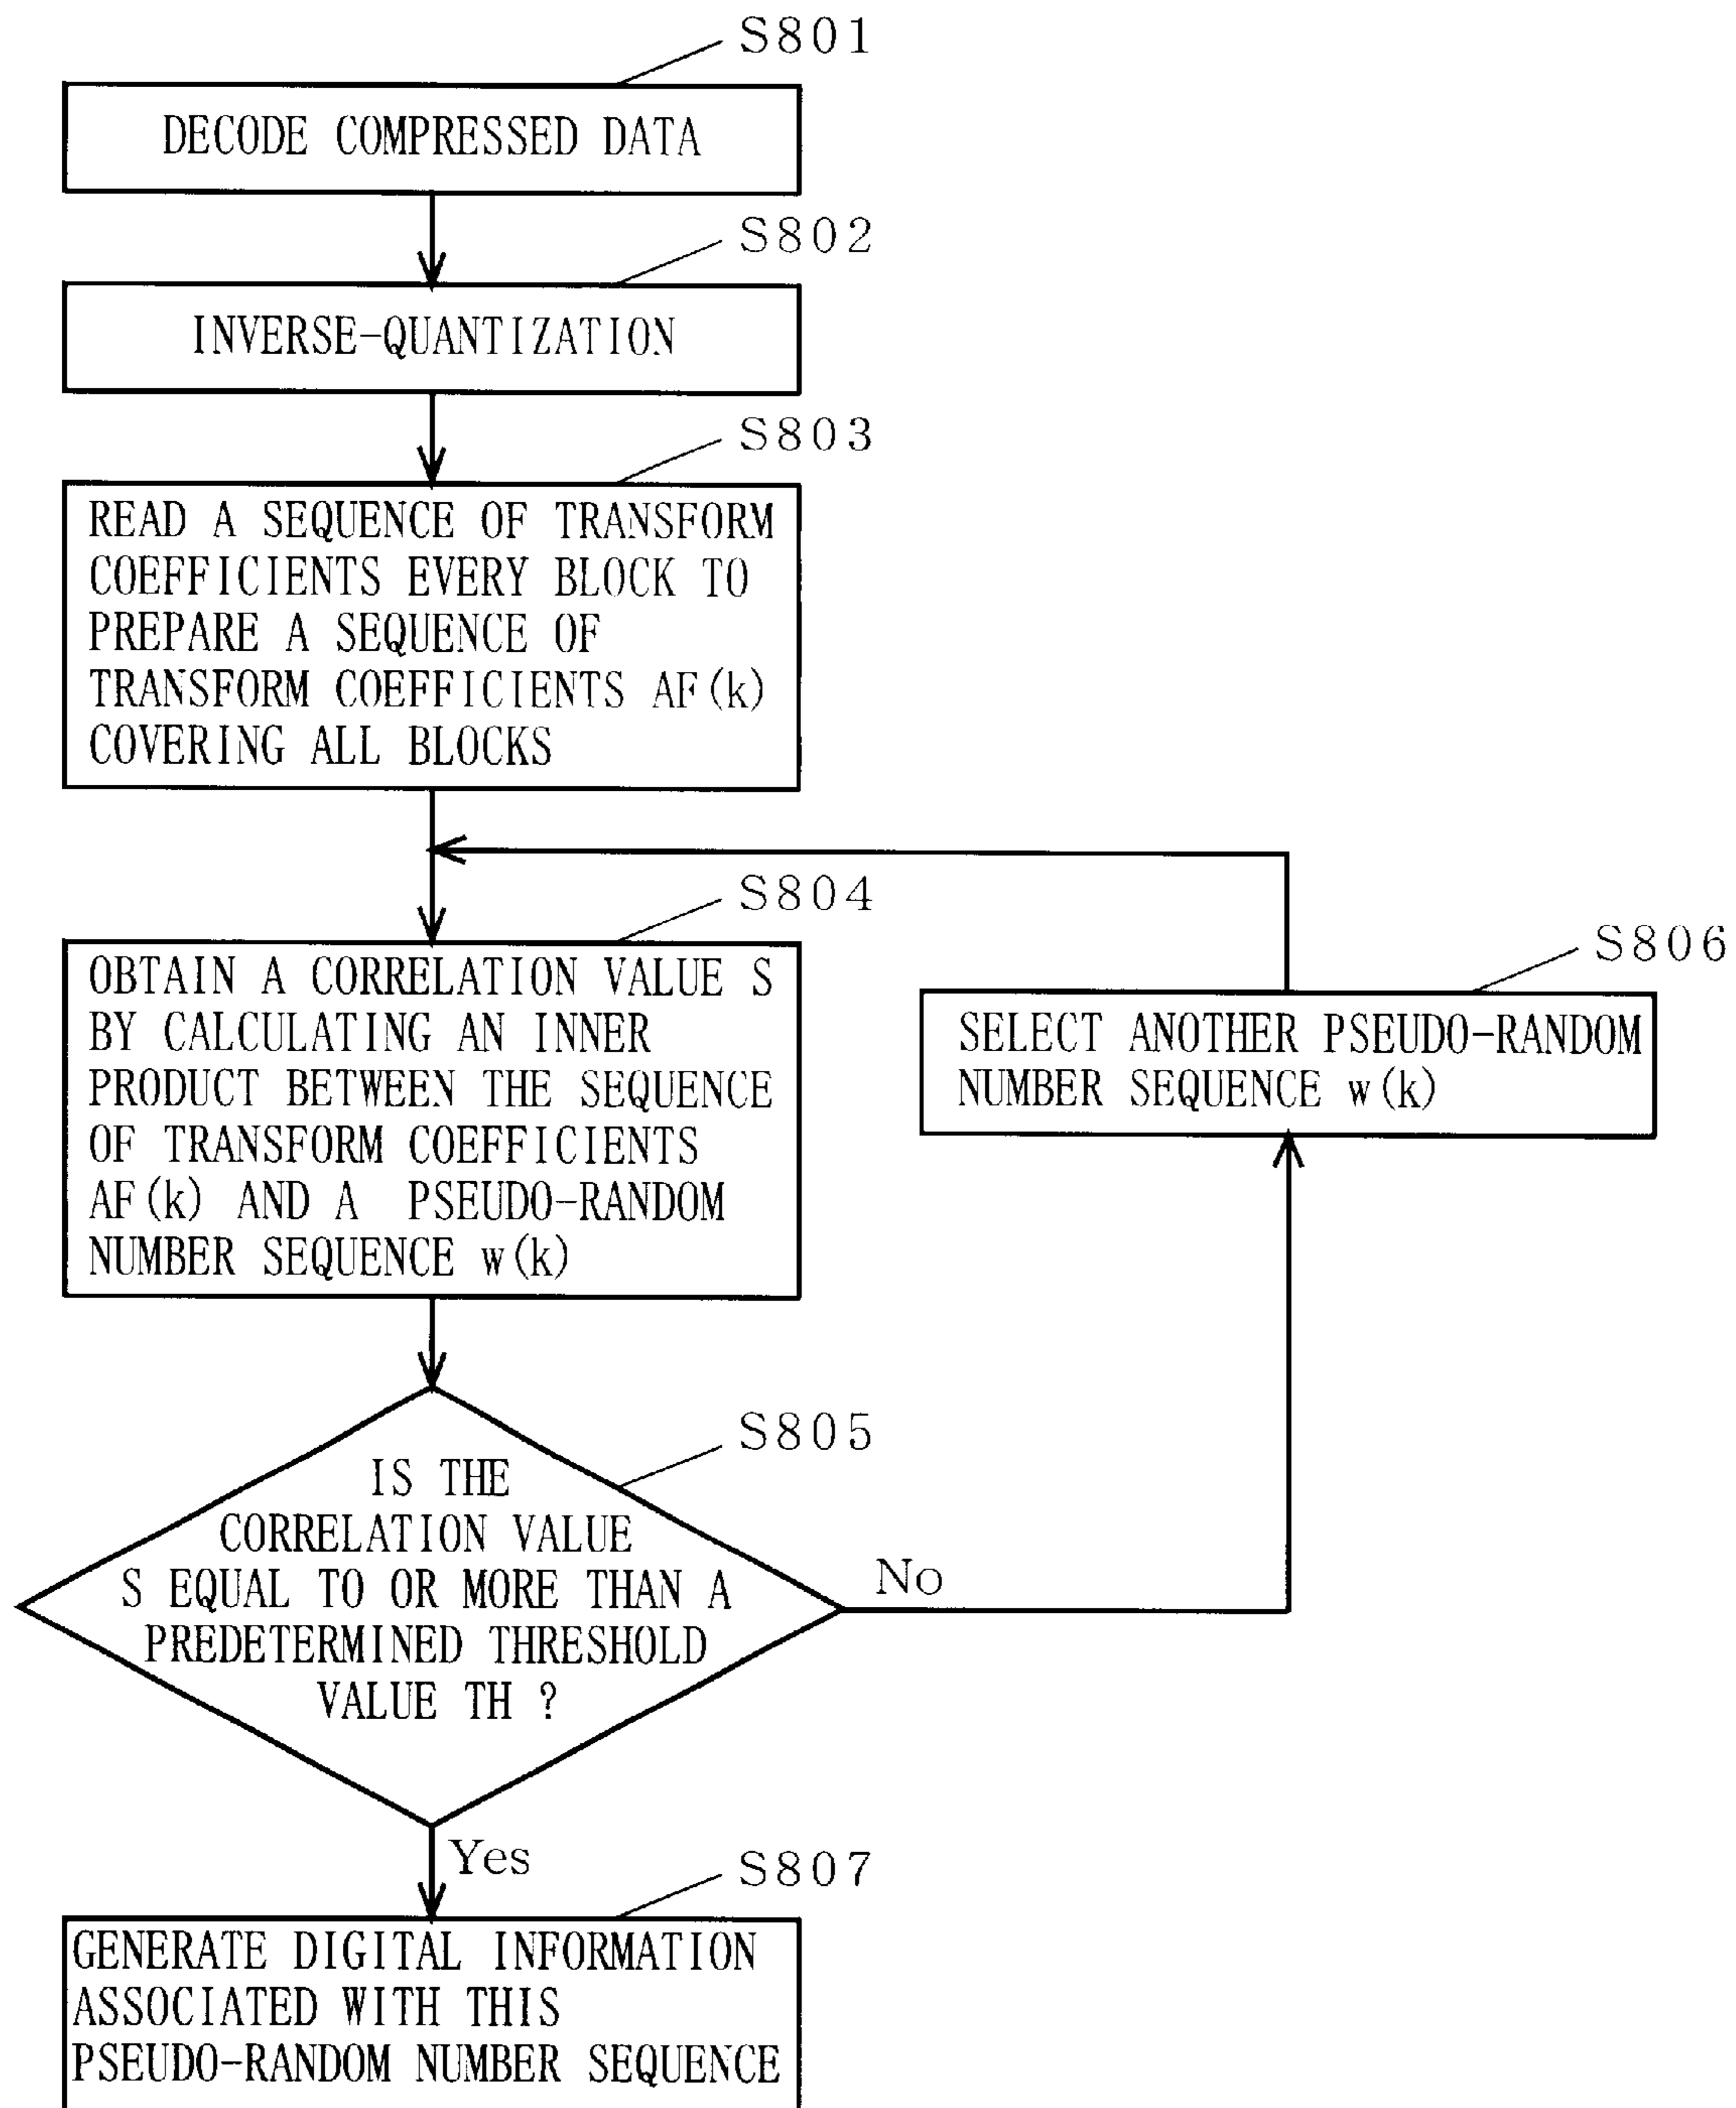 S801
DECODE COMPRESSED DATA
S802
INVERSE-QUANTIZATION
S803
READ A SEQUENCE OF TRANSFORM
COEFFICIENTS EVERY BLOCK TO
PREPARE A SEQUENCE OF
TRANSFORM COEFFICIENTS AF(k)
COVERING ALL BLOCKS
S804
OBTAIN A CORRELATION VALUE S
BY CALCULATING AN INNER
PRODUCT BETWEEN THE SEQUENCE
OF TRANSFORM COEFFICIENTS
AF(k) AND A PSEUDO-RANDOM
NUMBER SEQUENCE w(k)
S806
SELECT ANOTHER PSEUDO-RANDOM
NUMBER SEQUENCE w(k)
S805
IS THE
CORRELATION VALUE
S EQUAL TO OR MORE THAN A
PREDETERMINED THRESHOLD
VALUE TH ?
No
Yes
S807
GENERATE DIGITAL INFORMATION
ASSOCIATED WITH THIS
PSEUDO-RANDOM NUMBER SEQUENCE